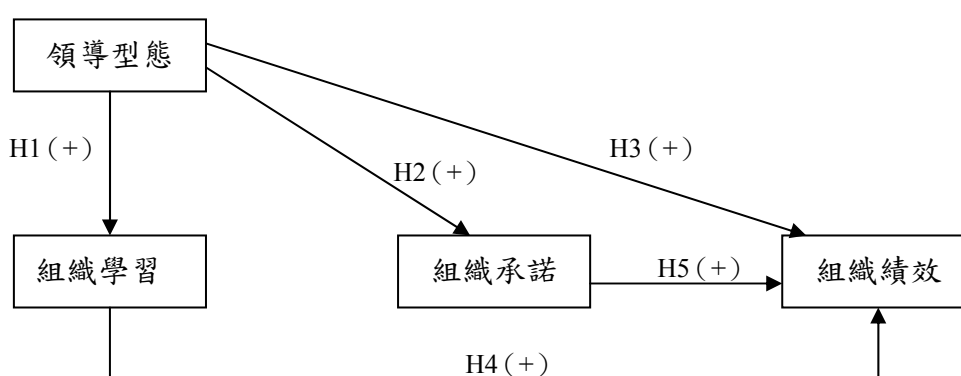 領導型態
H1（+）
H3（+）
H2（+）
組織學習
組織承諾
H5（+）
組織績效
H4（+）